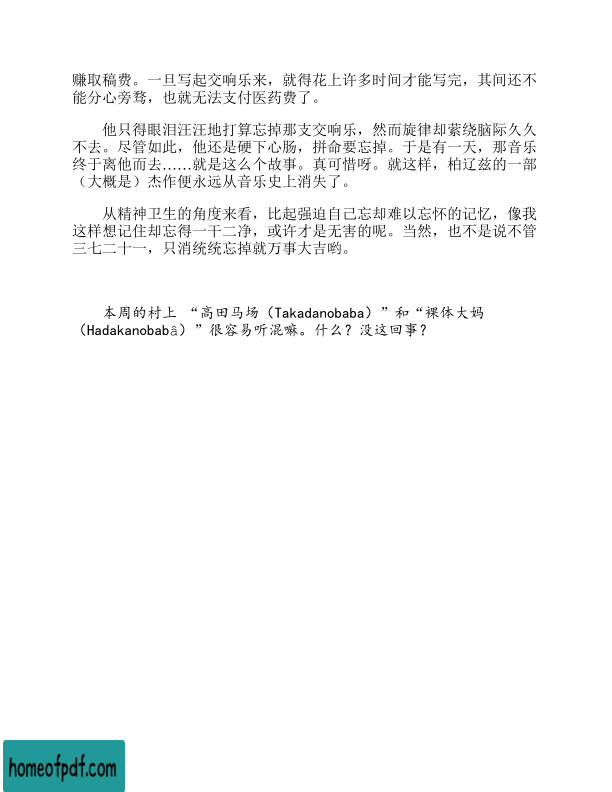 赚取稿费。一旦写起交响乐来，就得花上许多时间才能写完，其间还不
能分心旁骛，也就无法支付医药费了。
他只得眼泪汪汪地打算忘掉那支交响乐，然而旋律却萦绕脑际久久
不去。尽管如此，他还是硬下心肠，拼命要忘掉。于是有一天，那音乐
终于离他而去……就是这么个故事。真可惜呀。就这样，柏辽兹的一部
（大概是）杰作便永远从音乐史上消失了。
从精神卫生的角度来看，比起强迫自己忘却难以忘怀的记忆，像我
这样想记住却忘得一干二净，或许才是无害的呢。当然，也不是说不管
三七二十一，只消统统忘掉就万事大吉哟。
本周的村上 “高田马场（Takadanobaba）”和“裸体大妈
（Hadakanobabâ）”很容易听混嘛。什么？没这回事？
homeofpdf.com